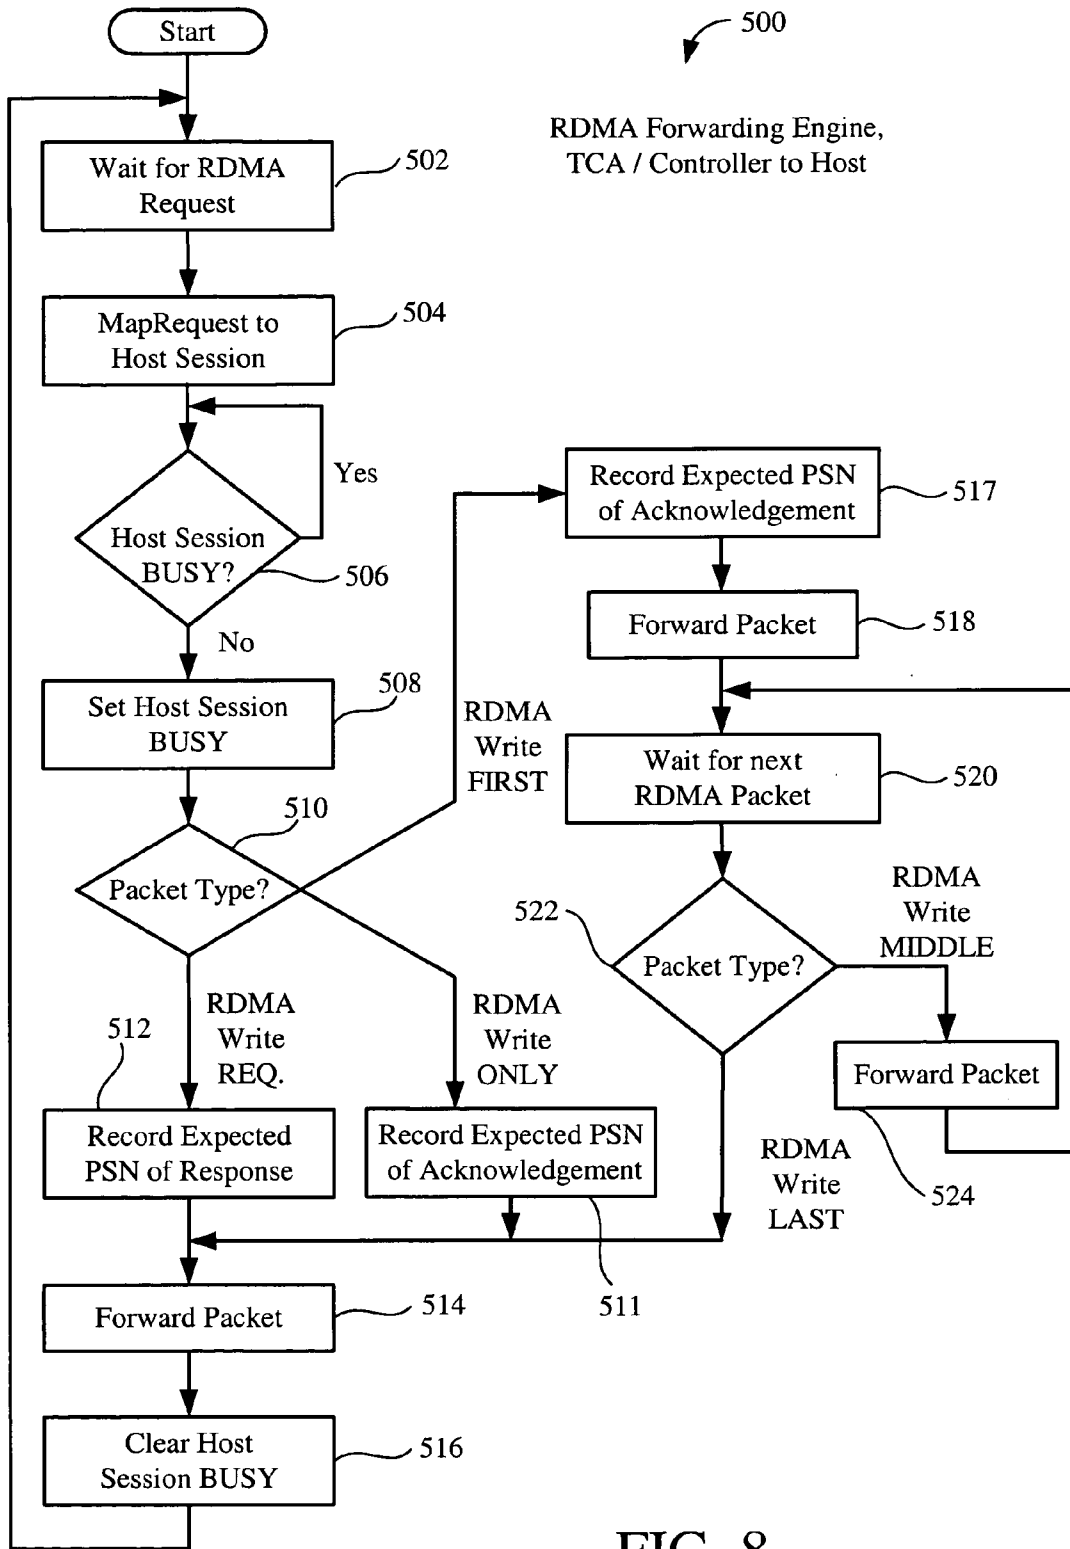 Start
500
RDMA Forwarding Engine,
TCA / Controller to Host
Wait for RDMA
Request
502
MapRequest to
Host Session
504
Yes
Host Session
BUSY?
506
No
Set Host Session
BUSY
508
510
Packet Type?
RDMA
Write
FIRST
Record Expected PSN
of Acknowledgement
517
Forward Packet
518
Wait for next
RDMA Packet
520
522
Packet Type?
RDMA
Write
MIDDLE
Forward Packet
524
RDMA
Write
LAST
512
RDMA
Write
REQ.
RDMA
Write
ONLY
Record Expected
PSN of Response
Record Expected PSN
of Acknowledgement
511
Forward Packet
514
Clear Host
Session BUSY
516
FIG. 8